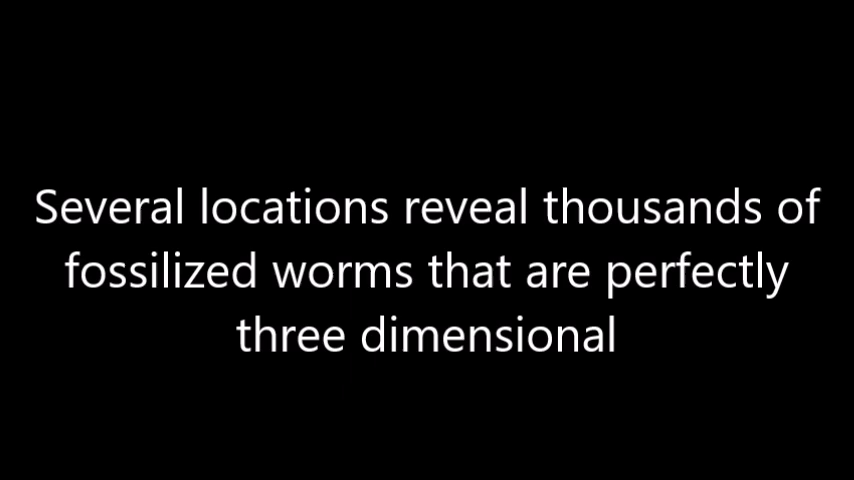 Several locations reveal thousands of
fossilized worms that are perfectly
three dimensional